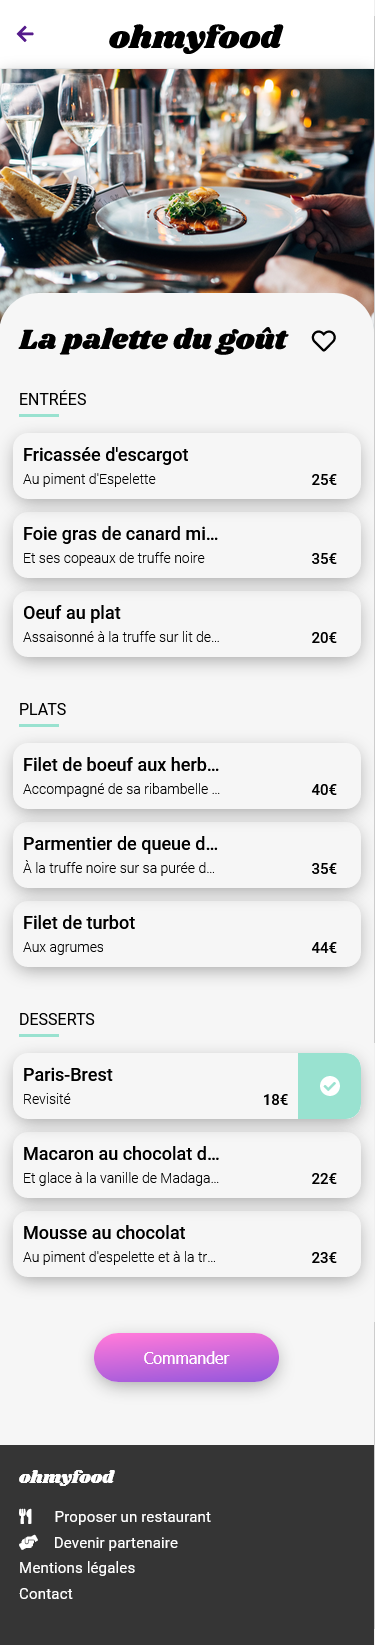 ohmyfood
La palette du goût
ENTRÉES
Fricassée d'escargot
Au piment d'Espelette 25€
Foie gras de canard mi...
Et ses copeaux de truffe noire 35€
Oeuf au plat
Assaisonné à la truffe sur lit de... 20€
PLATS
Filet de boeuf aux herb...
Accompagné de sa ribambelle ... 40€
Parmentier de queue d...
À la truffe noire sur sa purée d... 35€
Filet de turbot
Aux agrumes 44€
DESSERTS
Paris-Brest
Revisité 18€
Macaron au chocolat d...
Et glace à la vanille de Madaga... 22€
Mousse au chocolat
Au piment d'espelette et à la tr... 23€
Commander
ohmyfood
Proposer un restaurant
Devenir partenaire
Mentions légales
Contact